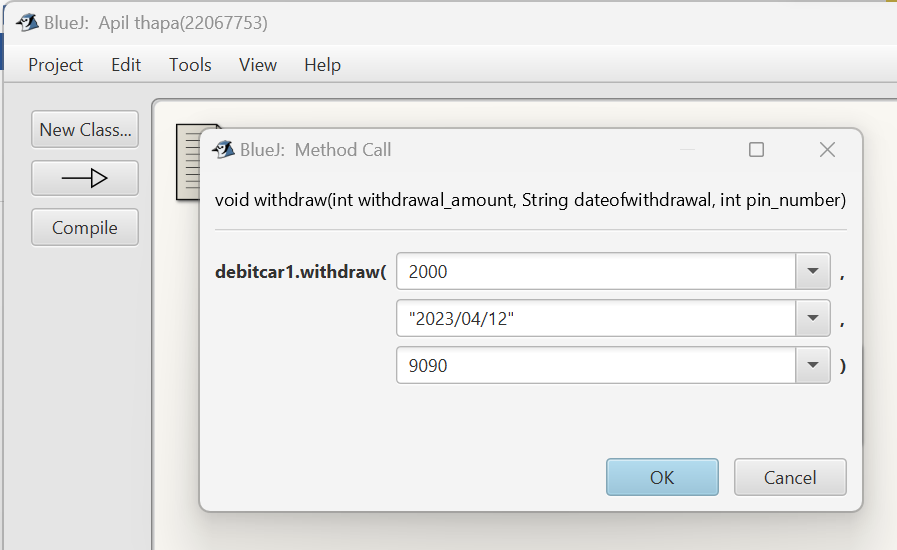 BlueJ: Apil thapa(22067753)
Project Edit Tools View Help
New Class...
Compile
BlueJ: Method Call
void withdraw(int withdrawal_amount, String dateofwithdrawal, int pin_number)
debitcar1.withdraw( 2000 ,
"2023/04/12" ,
9090 )
OK Cancel